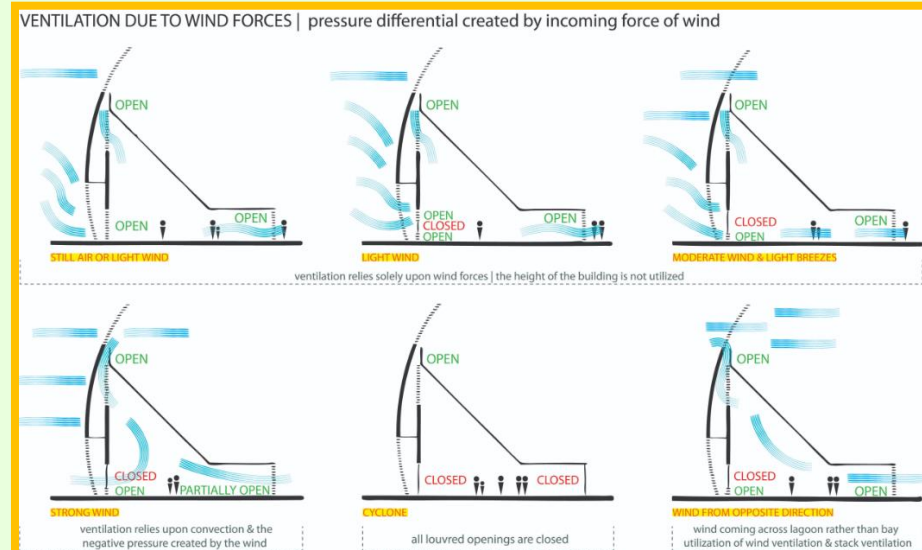 VENTILATION DUE TO WIND FORCES | pressure differential created by incoming force of wind
OPEN
OPEN
OPEN
STILL AIR OR LIGHT WIND
OPEN
OPEN
CLOSED
OPEN
OPEN
LIGHT WIND
OPEN
CLOSED
OPEN
OPEN
MODERATE WIND & LIGHT BREEZES
ventilation relies solely upon wind forces | the height of the building is not utilized
OPEN
CLOSED
OPEN
PARTIALLY OPEN
STRONG WIND
ventilation relies upon convection & the
negative pressure created by the wind
OPEN
CLOSED
CLOSED
CYCLONE
all louvred openings are closed
OPEN
CLOSED
OPEN
OPEN
WIND FROM OPPOSITE DIRECTION
wind coming across lagoon rather than bay
utilization of wind ventilation & stack ventilation